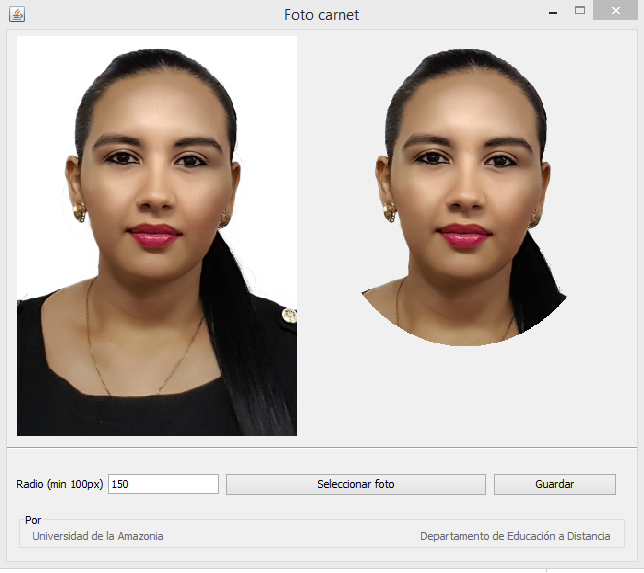 Foto carnet
Radio (min 100px) 150 Seleccionar foto Guardar
Por
Universidad de la Amazonia Departamento de Educación a Distancia